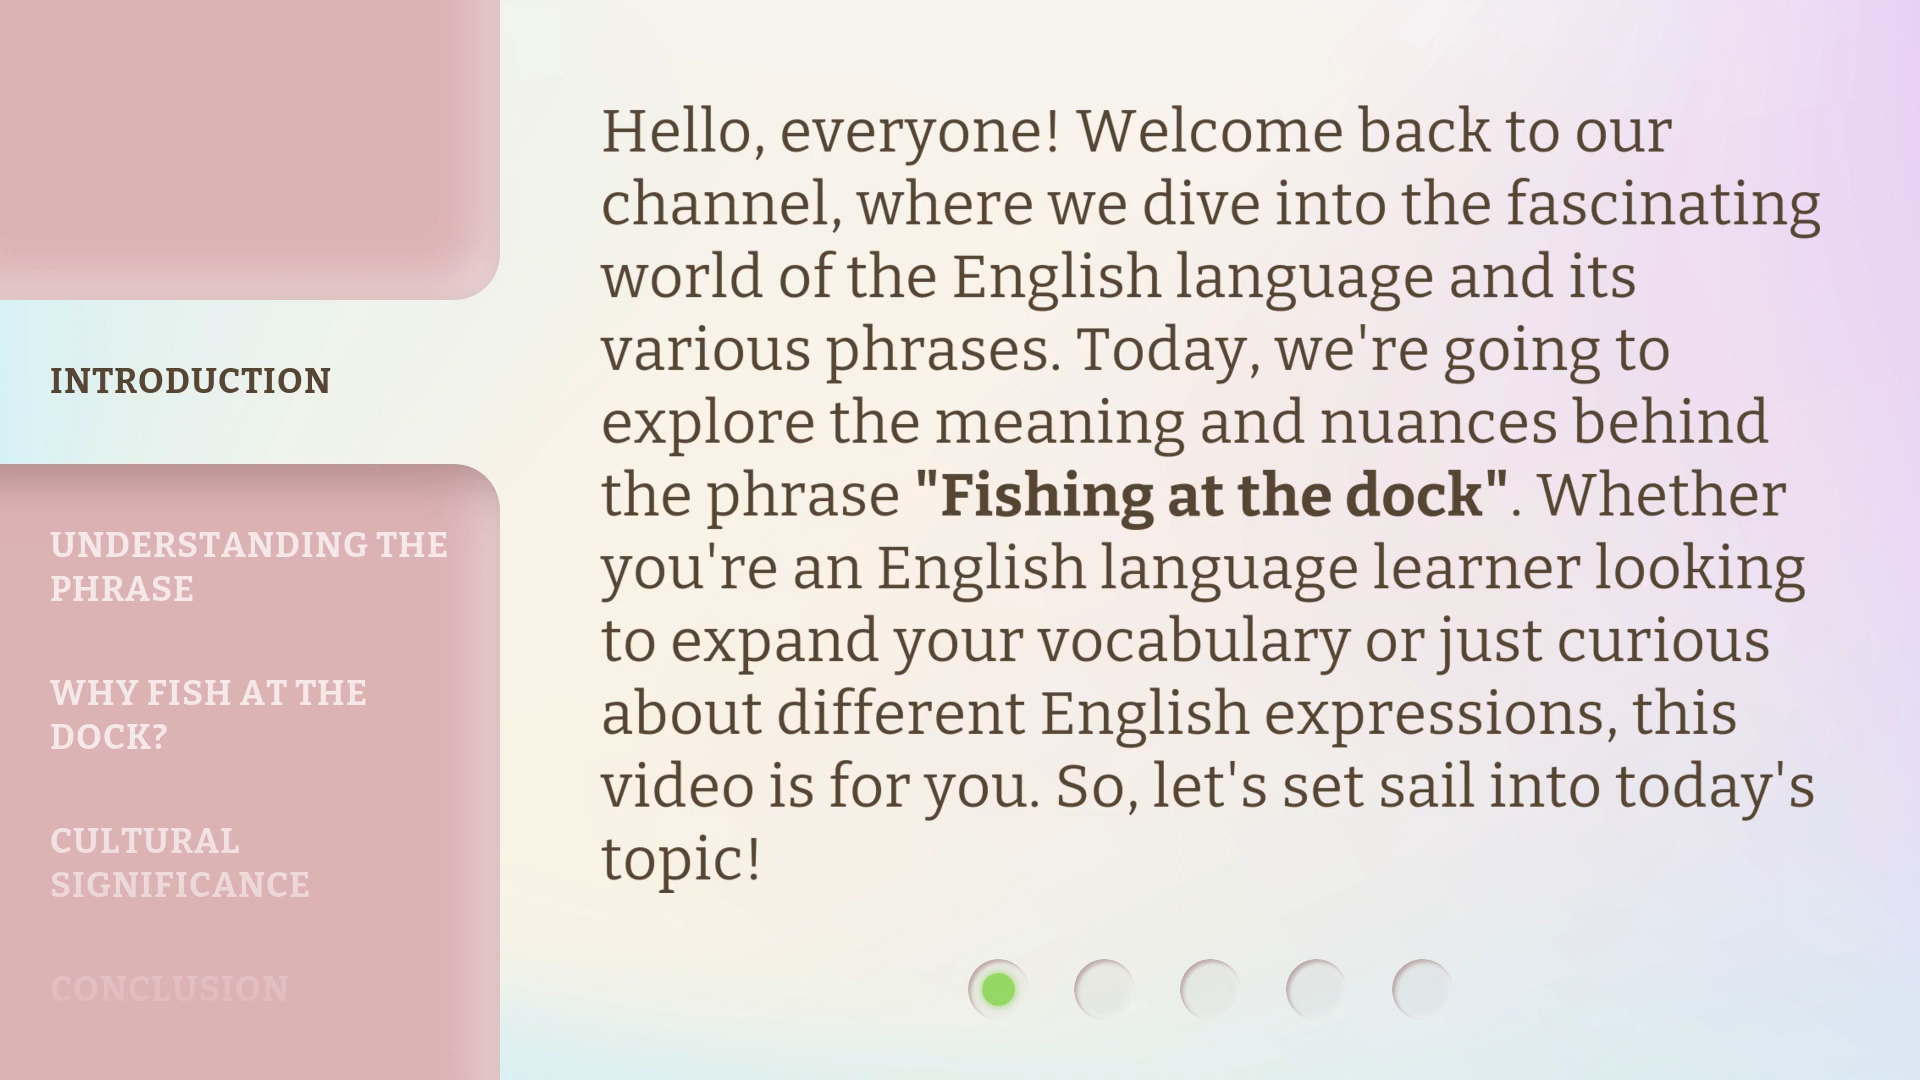 INTRODUCTION
UNDERSTANDING THE
PHRASE
WHY FISH AT THE
DOCK?
CULTURAL
SIGNIFICANCE
CONCLUSION
Hello, everyone! Welcome back to our
channel, where we dive into the fascinating
world of the English language and its
various phrases. Today, we're going to
explore the meaning and nuances behind
the phrase "Fishing at the dock". Whether
you're an English language learner looking
to expand your vocabulary or just curious
about different English expressions, this
video is for you. So, let's set sail into today's
topic!